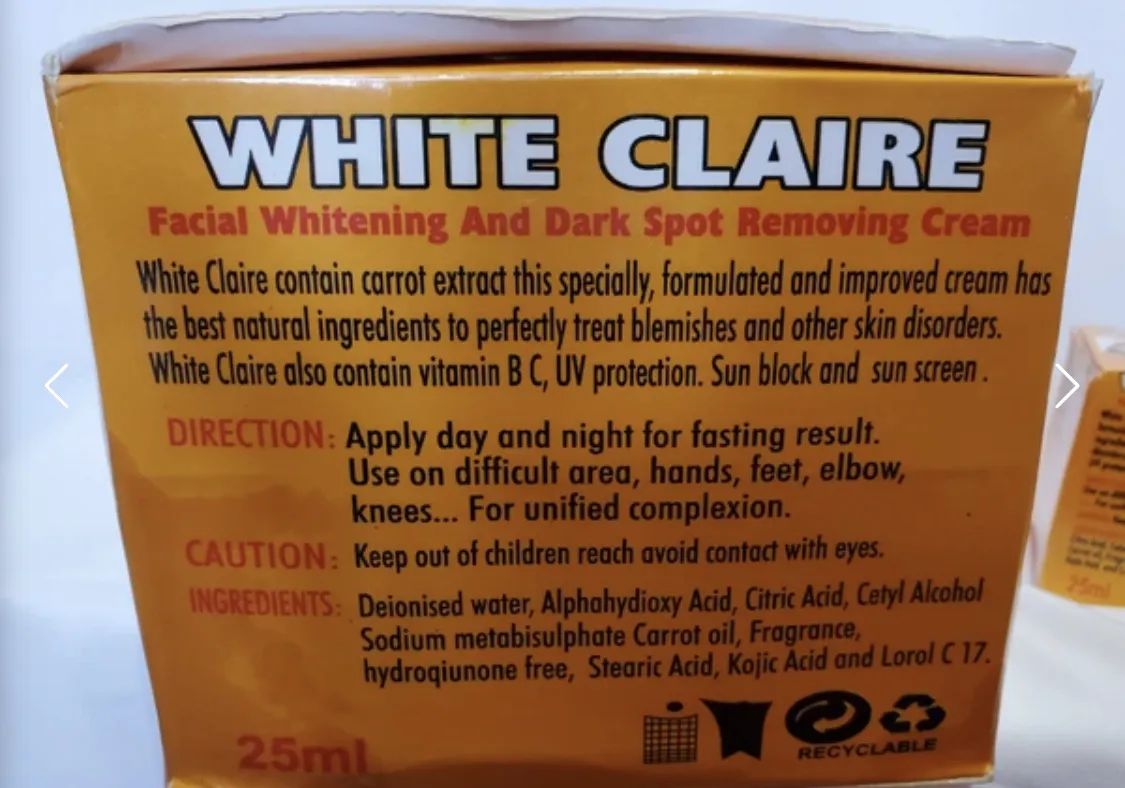 WHITE CLAIRE
Facial Whitening And Dark Spot Removing Cream
White Claire contain carrot extract this specially, formulated and improved cream has
the best natural ingredients to perfectly treat blemishes and other skin disorders.
White Claire also contain vitamin B C, UV protection. Sun block and sun screen .
DIRECTION: Apply day and night for fasting result.
Use on difficult area, hands, feet, elbow,
knees... For unified complexion.
CAUTION: Keep out of children reach avoid contact with eyes.
INGREDIENTS: Deionised water, Alphahydioxy Acid, Citric Acid, Cetyl Alcohol
Sodium metabisulphate Carrot oil, Fragrance,
hydroqiunone free, Stearic Acid, Kojic Acid and Lorol C 17.
RECYCLABLE
25ml
25ml